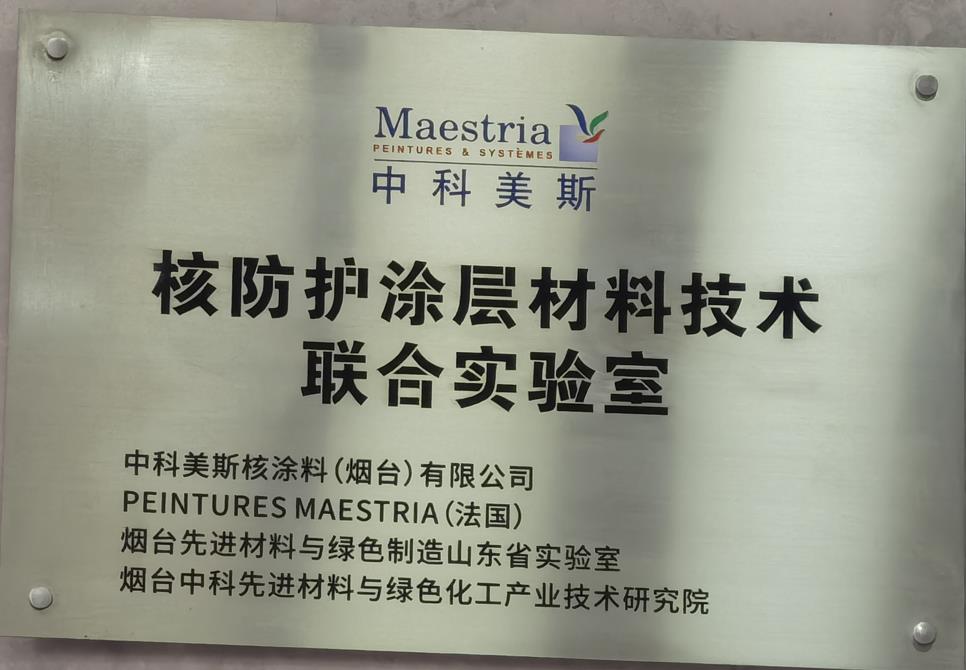 Maestria
PEINTURES & SYSTÈMES
中科美斯
核防护涂层材料技术
联合实验室
中科美斯核涂料(烟台)有限公司
PEINTURES MAESTRIA(法国)
烟台先进材料与绿色制造山东省实验室
烟台中科先进材料与绿色化工产业技术研究院